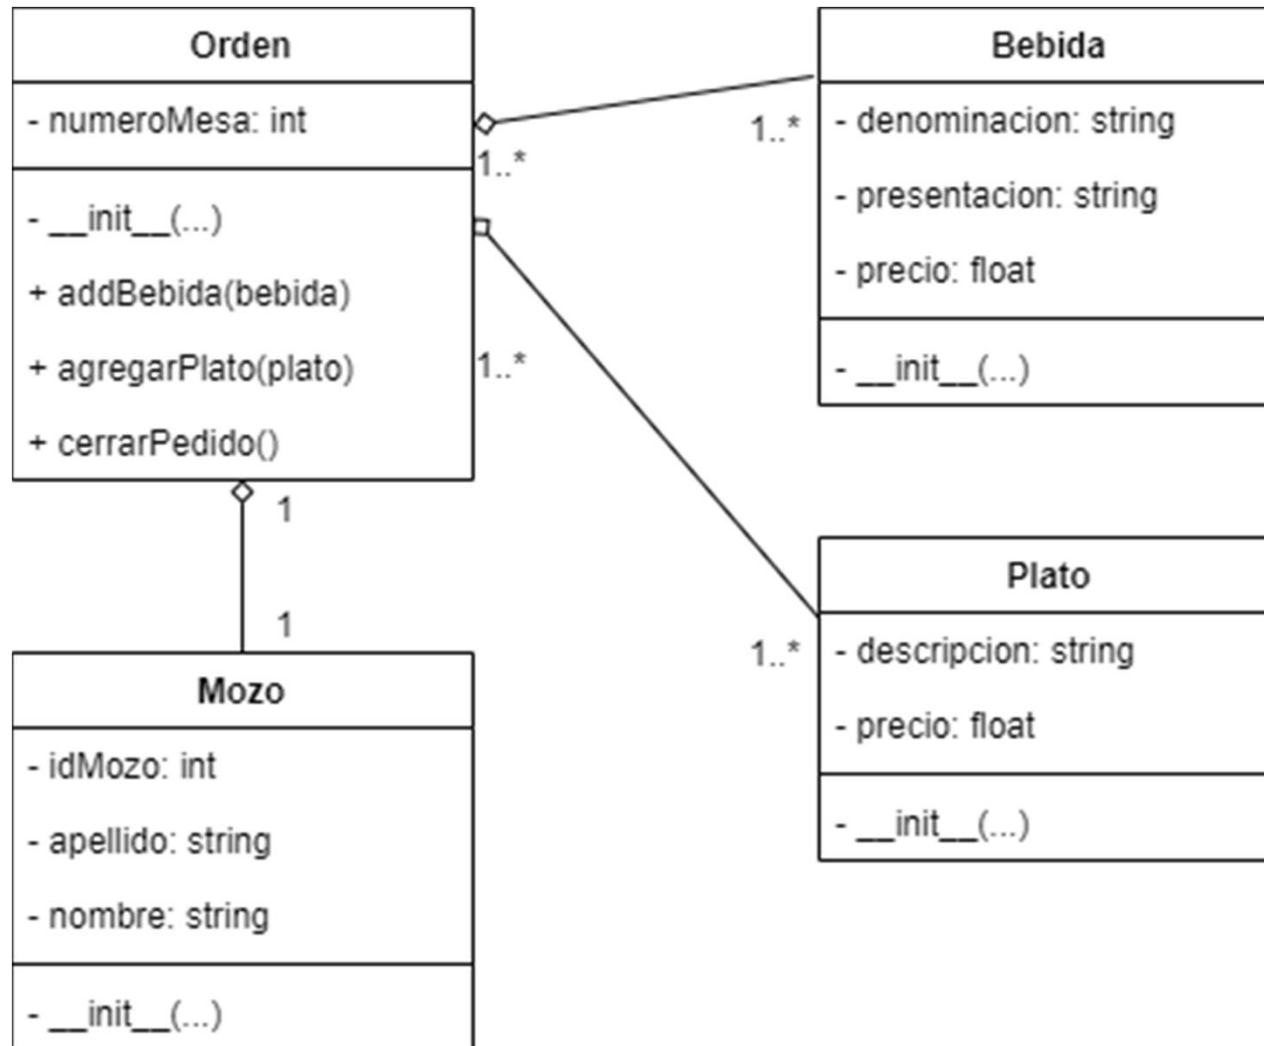 Orden
- numeroMesa: int
- __init__(...)
+ addBebida(bebida)
+ agregarPlato(plato)
+ cerrarPedido()
1..*
1..*
1..*
1..*
1
1
Bebida
- denominacion: string
- presentacion: string
- precio: float
- __init__(...)
Plato
- descripcion: string
- precio: float
- __init__(...)
Mozo
- idMozo: int
- apellido: string
- nombre: string
- __init__(...)